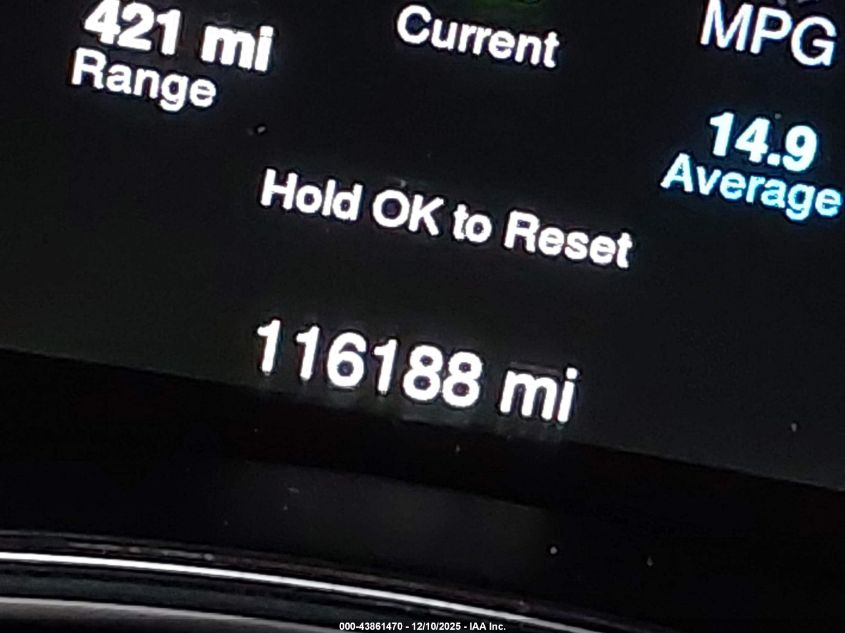 421 mi
Range
Current
MPG
14.9
Average
Hold OK to Reset
116188 mi
000-43861470 - 12/10/2025 - IAA Inc.